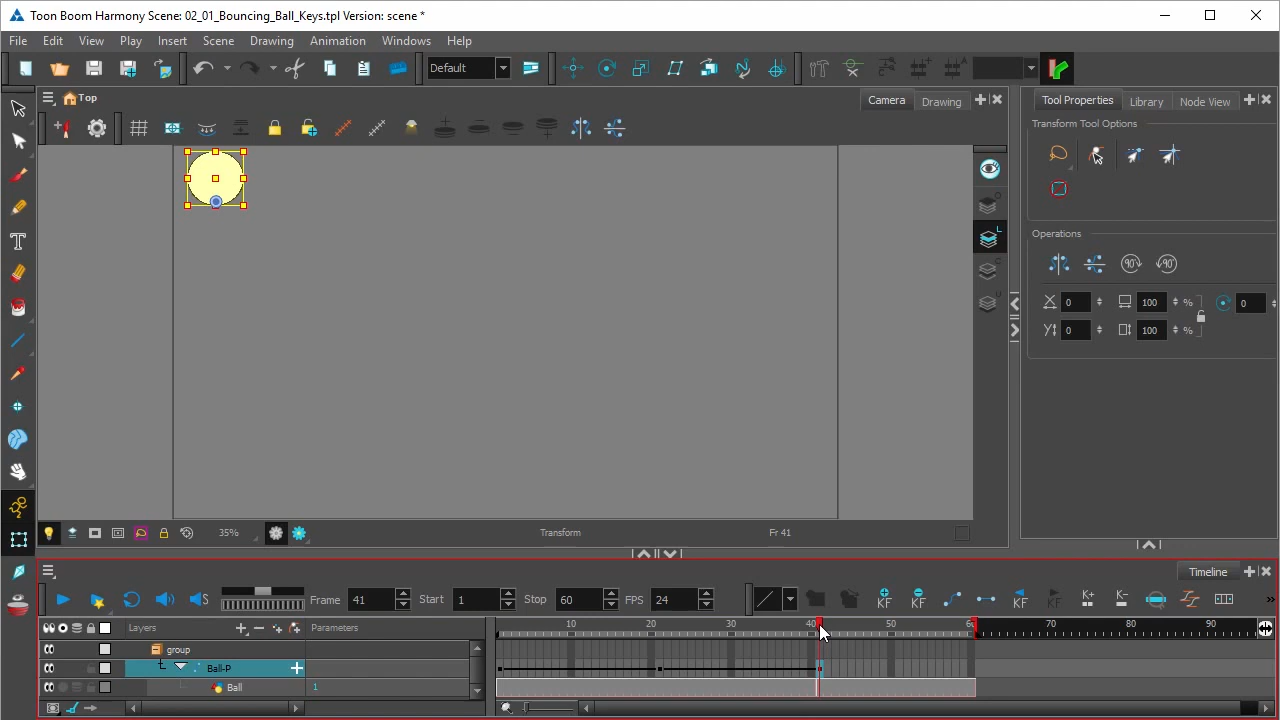 Toon Boom Harmony Scene: 02_01_Bouncing_Ball_Keys.tpl Version: scene *
File Edit View Play Insert Scene Drawing Animation Windows Help
Default
Top
Camera
Drawing
Tool Properties
Library
Node View
Transform Tool Options
Operations
0
100
%
0
0
100
%
35%
Transform
Fr 41
Timeline
Frame 41
Start 1
Stop 60
FPS 24
KF
KF
KF
KF
K+
K-
Layers
Parameters
10 20 30 40 50 60 70 80 90
group
Ball-P
Ball
1